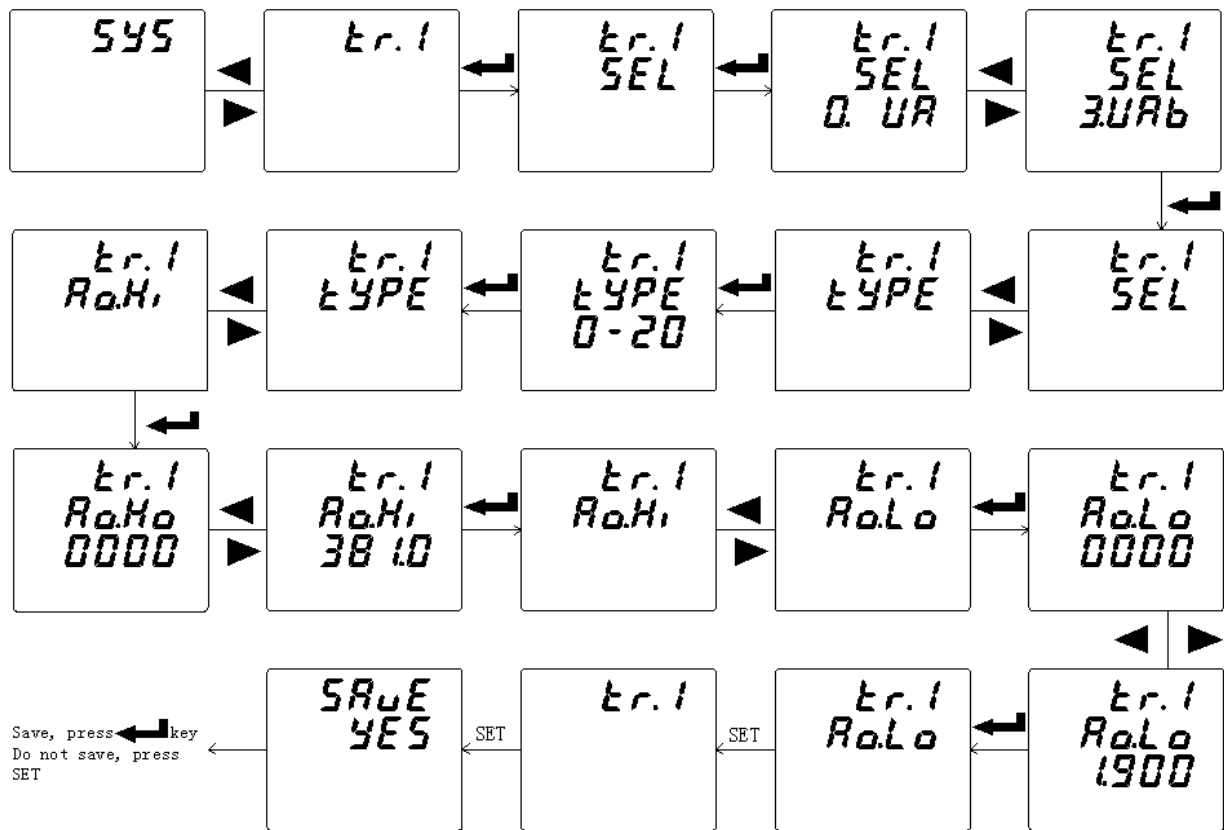 SYS
tr.1
tr.1
SEL
tr.1
SEL
0. UA
tr.1
SEL
3.UAb
tr.1
Ao.Hi
tr.1
tYPE
tr.1
tYPE
0-20
tr.1
tYPE
tr.1
SEL
tr.1
Ao.Ho
0000
tr.1
Ao.Hi
381.0
tr.1
Ao.Hi
tr.1
Ao.Lo
tr.1
Ao.Lo
0000
Save, press key
Do not save, press
SET
SAvE
YES
SET
tr.1
SET
tr.1
Ao.Lo
tr.1
Ao.Lo
1.900